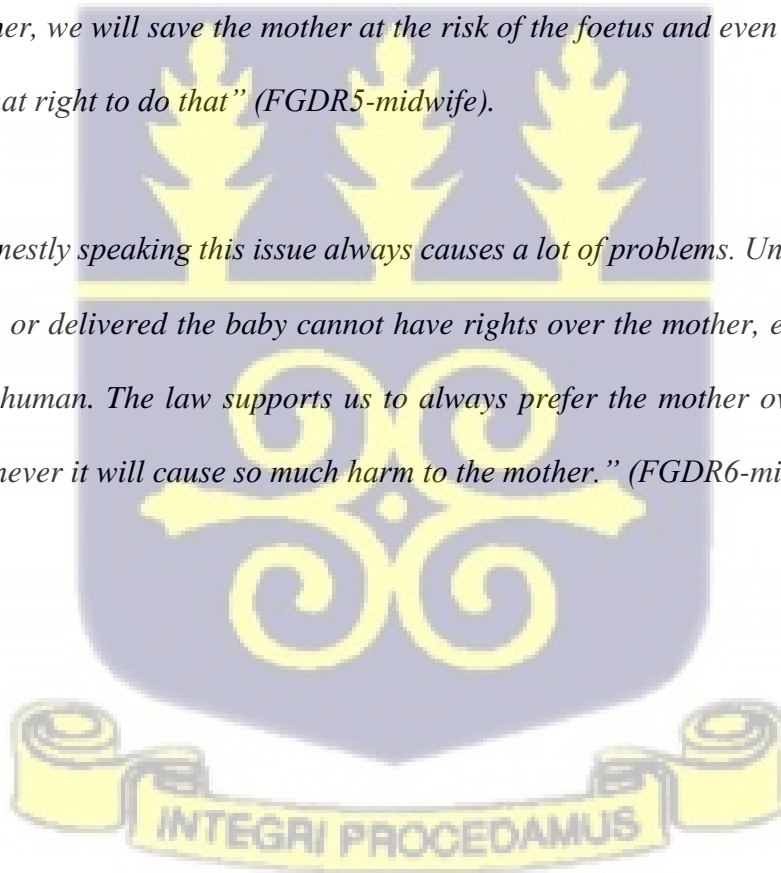 her, we will save the mother at the risk of the foetus and even
at right to do that” (FGDR5-midwife).
nestly speaking this issue always causes a lot of problems. Un
or delivered the baby cannot have rights over the mother, e
human. The law supports us to always prefer the mother ov
never it will cause so much harm to the mother.” (FGDR6-mi
INTEGRI PROCEDAMUS